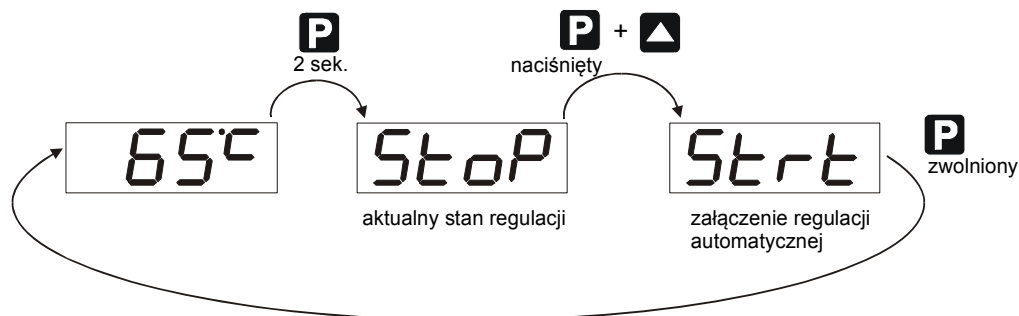 P
2 sek.
P + 
naciśnięty
65°C
StoP
Strt
P
zwolniony
aktualny stan regulacji
załączenie regulacji
automatycznej